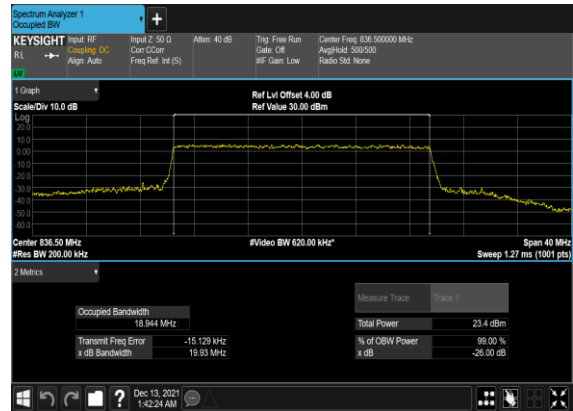 Spectrum Analyzer 1
Occupied BW
+
KEYSIGHT Input: RF Input Z: 50 Ω Atten: 40 dB Trig: Free Run Center Freq: 836.500000 MHz
RL Coupling: DC Corr CCorr Gate: Off Avg|Hold: 500/500
Align: Auto Freq Ref: Int (S) #IF Gain: Low Radio Std: None
1 Graph
Ref Lvl Offset 4.00 dB
Scale/Div 10.0 dB Ref Value 30.00 dBm
Log
20.0
10.0
0.00
-10.0
-20.0
-30.0
-40.0
-50.0
-60.0
Center 836.50 MHz #Video BW 620.00 kHz* Span 40 MHz
#Res BW 200.00 kHz Sweep 1.27 ms (1001 pts)
2 Metrics
Measure Trace Trace 1
Occupied Bandwidth
18.944 MHz Total Power 23.4 dBm
Transmit Freq Error -15.129 kHz % of OBW Power 99.00 %
x dB Bandwidth 19.93 MHz x dB -26.00 dB
? Dec 13, 2021
1:42:24 AM